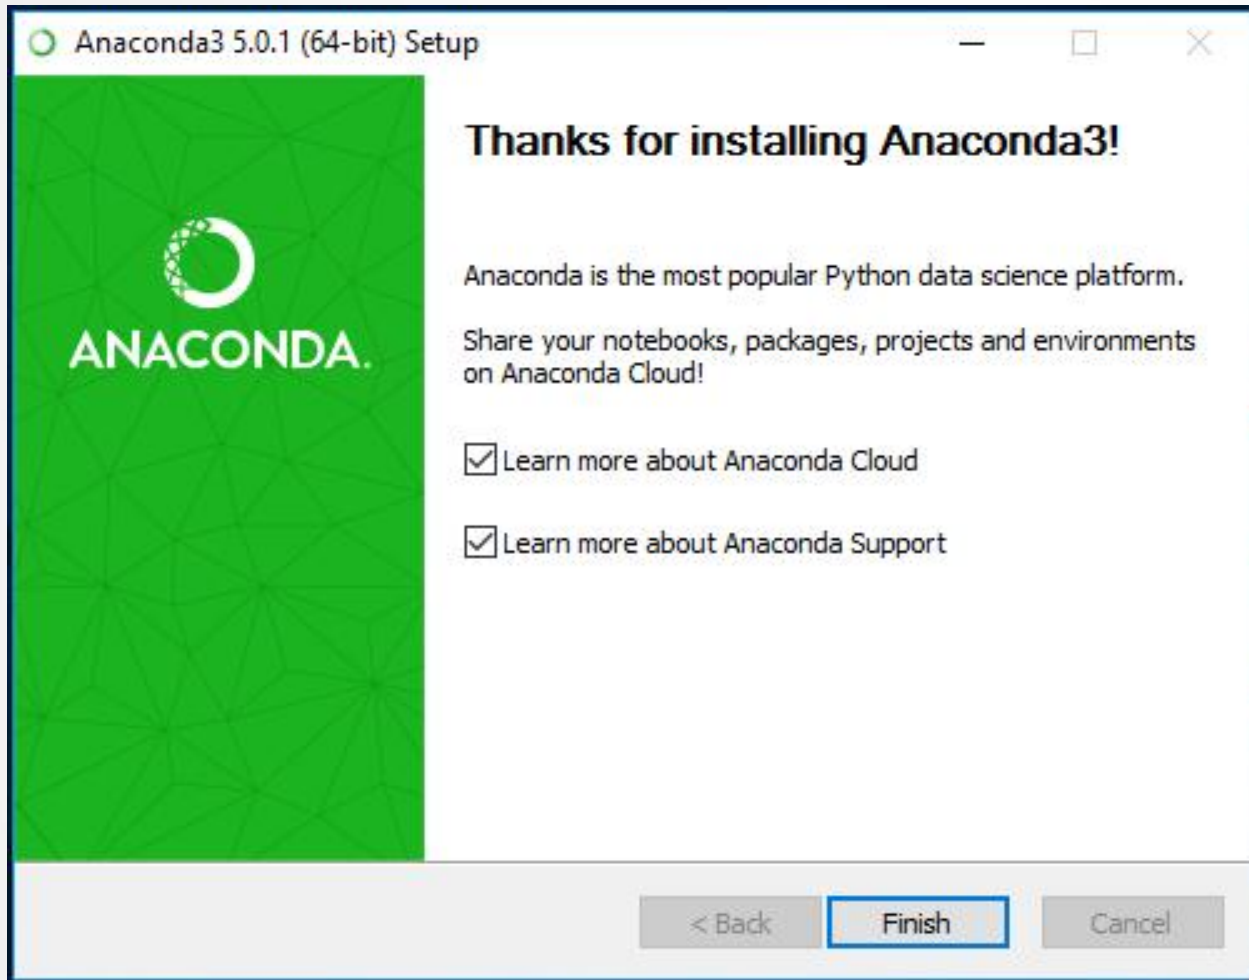 Anaconda3 5.0.1 (64-bit) Setup
Thanks for installing Anaconda3!
ANACONDA.
Anaconda is the most popular Python data science platform.
Share your notebooks, packages, projects and environments
on Anaconda Cloud!
Learn more about Anaconda Cloud
Learn more about Anaconda Support
< Back
Finish
Cancel